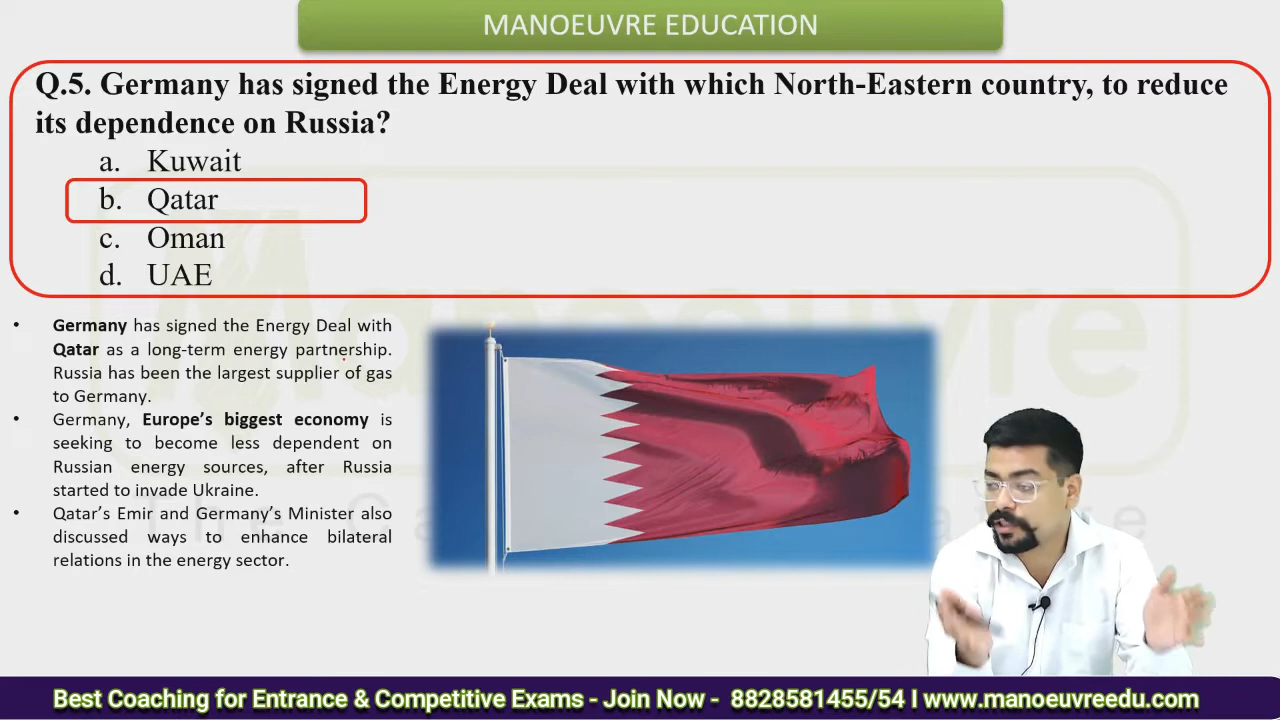 MANOEUVRE EDUCATION
Q.5. Germany has signed the Energy Deal with which North-Eastern country, to reduce
its dependence on Russia?
a. Kuwait
b. Qatar
c. Oman
d. UAE
• Germany has signed the Energy Deal with
Qatar as a long-term energy partnership.
Russia has been the largest supplier of gas
to Germany.
• Germany, Europe's biggest economy is
seeking to become less dependent on
Russian energy sources, after Russia
started to invade Ukraine.
• Qatar's Emir and Germany's Minister also
discussed ways to enhance bilateral
relations in the energy sector.
Manoeuvre
Best Coaching for Entrance & Competitive Exams - Join Now - 8828581455/54 I www.manoeuvreedu.com